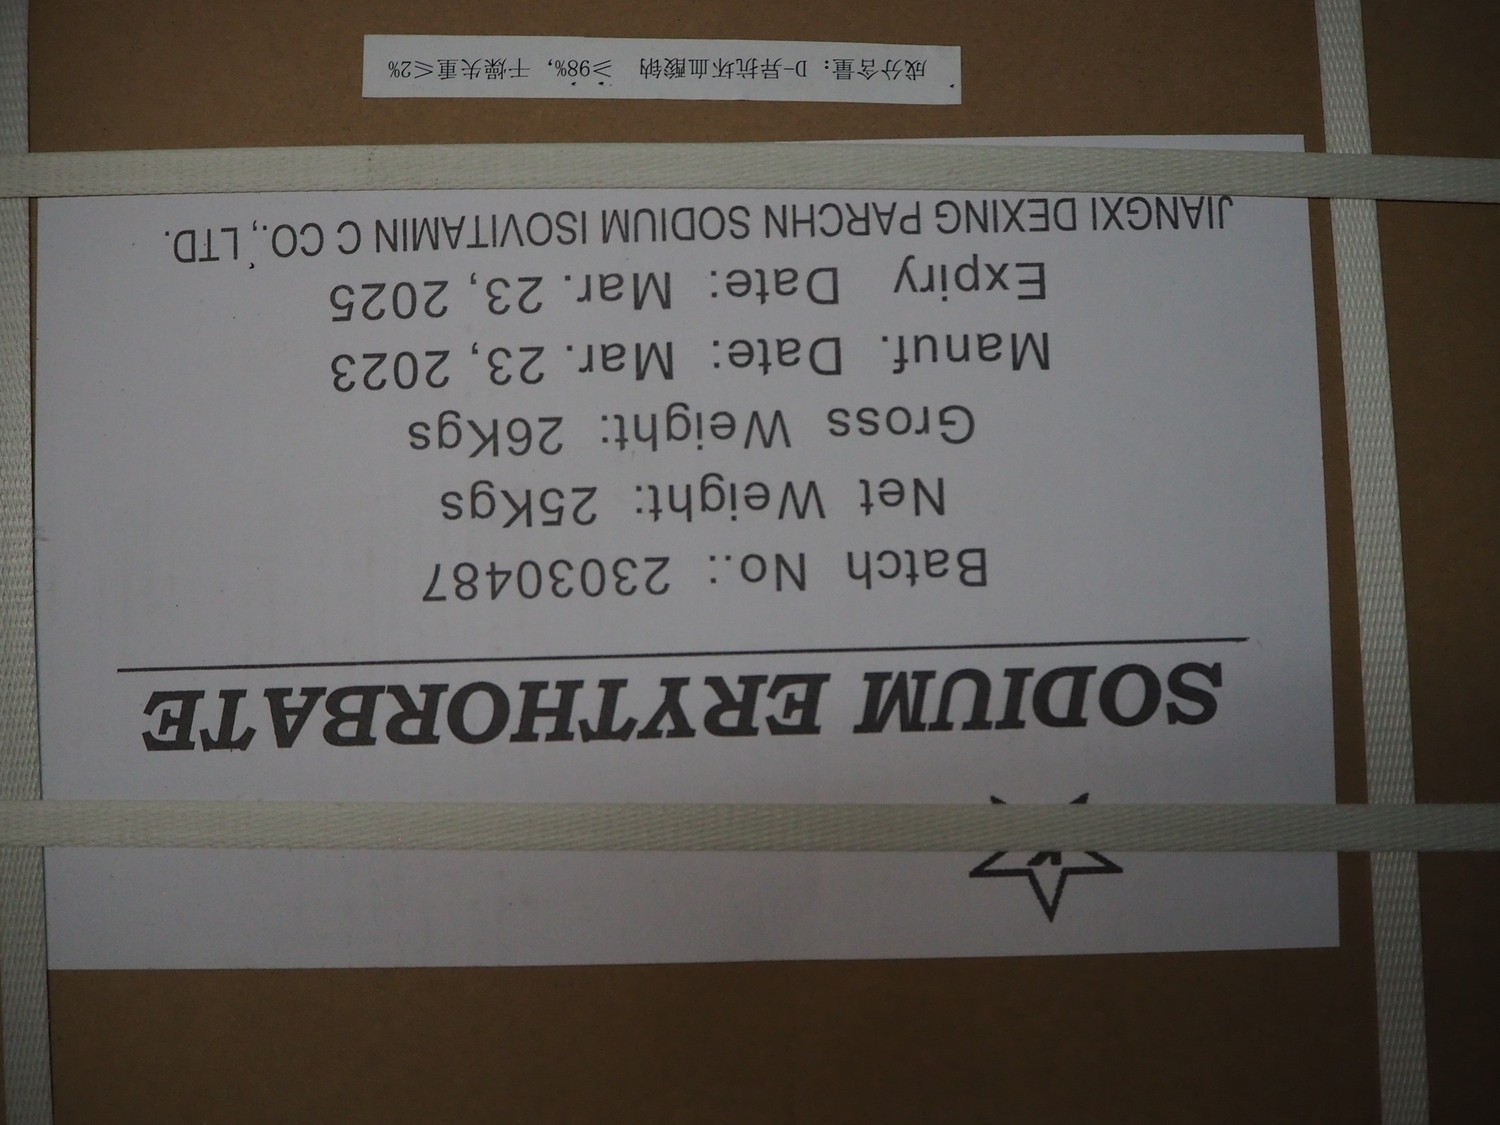 SODIUM ERYTHORBATE
Batch No.: 23030487
Net Weight: 25Kgs
Gross Weight: 26Kgs
Manuf. Date: Mar. 23, 2023
Expiry Date: Mar. 23, 2025
JIANGXI DEXING PARCHN SODIUM ISOVITAMIN C CO., LTD.
成分含量: D-异抗坏血酸钠 ≥98%, 干燥失重≤2%